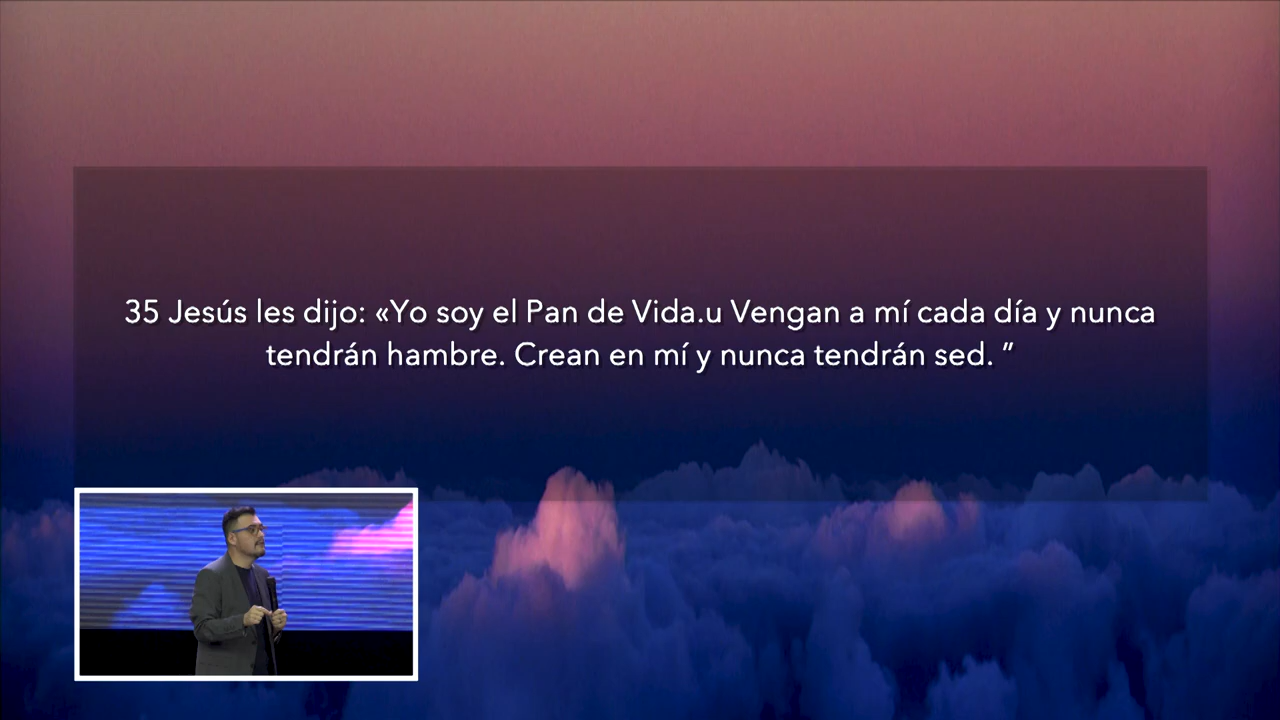 35 Jesús les dijo: «Yo soy el Pan de Vida.u Vengan a mí cada día y nunca
tendrán hambre. Crean en mí y nunca tendrán sed. ”